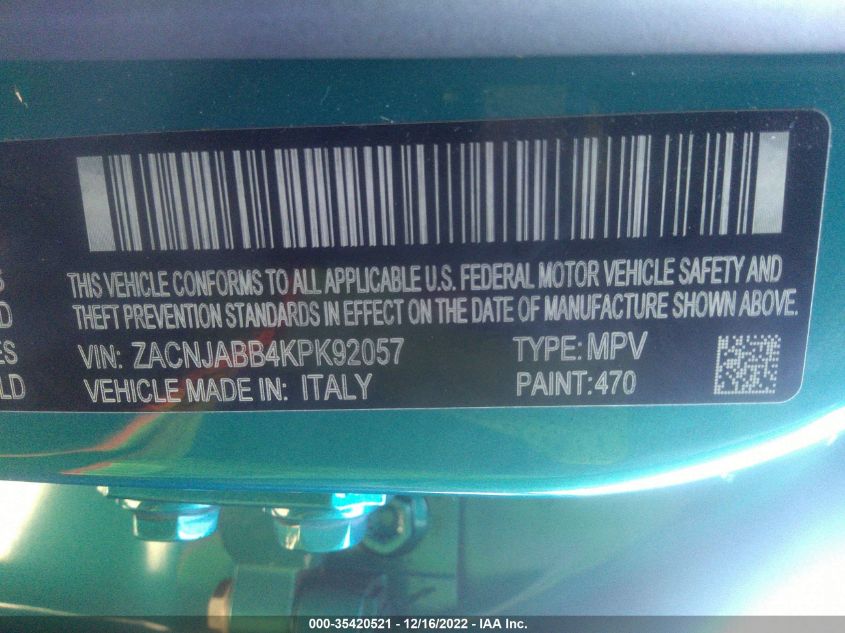 THIS VEHICLE CONFORMS TO ALL APPLICABLE U.S. FEDERAL MOTOR VEHICLE SAFETY AND
THEFT PREVENTION STANDARDS IN EFFECT ON THE DATE OF MANUFACTURE SHOWN ABOVE.
ES VIN: ZACNJABB4KPK92057 TYPE: MPV
LD VEHICLE MADE IN: ITALY PAINT: 470
000-35420521 - 12/16/2022 - IAA Inc.